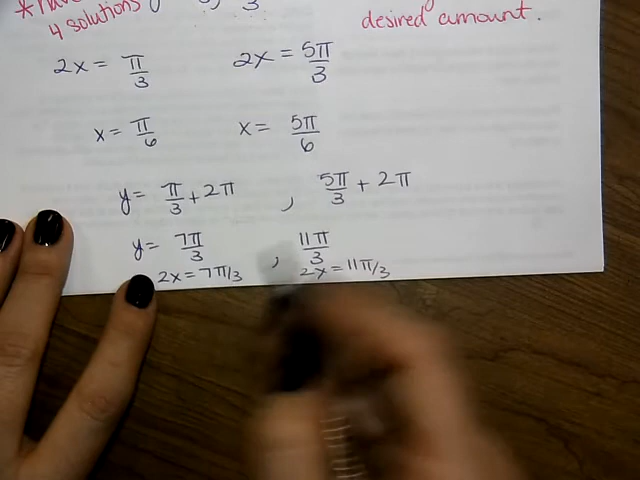 4 solutions
desired amount.
2x = π/3    2x = 5π/3
x = π/6    x = 5π/6
y = π/3 + 2π , 5π/3 + 2π
y = 7π/3 , 11π/3
2x = 7π/3    2x = 11π/3